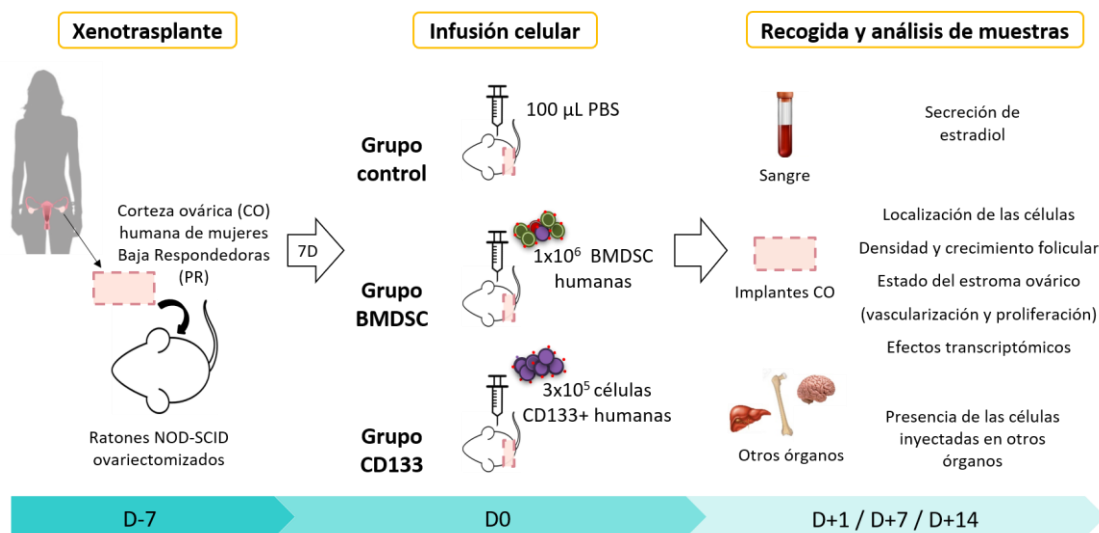 Xenotrasplante
Corteza ovárica (CO)
humana de mujeres
Baja Respondedoras
(PR)
Ratones NOD-SCID
ovariectomizados
7D
Infusión celular
100 µL PBS
Grupo
control
1x10⁶ BMDSC
humanas
Grupo
BMDSC
3x10⁵ células
CD133+ humanas
Grupo
CD133
Recogida y análisis de muestras
Sangre
Secreción de
estradiol
Implantes CO
Localización de las células
Densidad y crecimiento folicular
Estado del estroma ovárico
(vascularización y proliferación)
Efectos transcriptómicos
Otros órganos
Presencia de las células
inyectadas en otros
órganos
D-7
D0
D+1 / D+7 / D+14